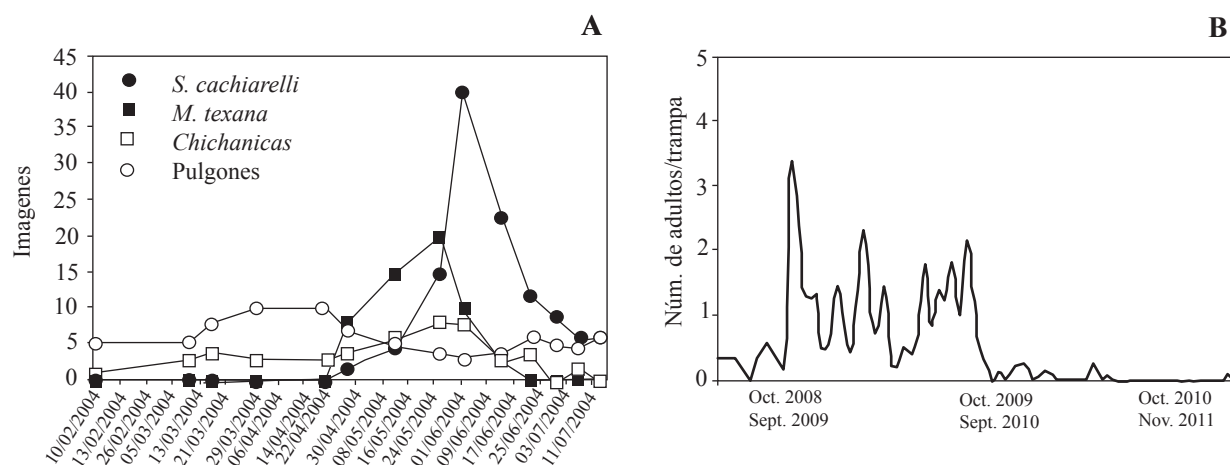 A
Imagenes
45
40
35
30
25
20
15
10
5
0
S. cachiarelli
M. texana
Chichanicas
Pulgones
10/02/2004
13/02/2004
26/02/2004
05/03/2004
13/03/2004
21/03/2004
29/03/2004
06/04/2004
14/04/2004
22/04/2004
30/04/2004
08/05/2004
16/05/2004
24/05/2004
01/06/2004
09/06/2004
17/06/2004
25/06/2004
03/07/2004
11/07/2004
B
Núm. de adultos/trampa
5
4
3
2
1
0
Oct. 2008
Sept. 2009
Oct. 2009
Sept. 2010
Oct. 2010
Nov. 2011